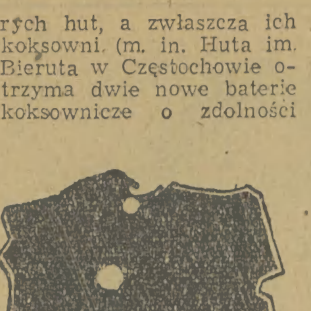 rych hut, a zwłaszcza ich
koksowni. (m. in. Huta im.
Bieruta w Częstochowie o-
trzyma dwie nowe baterie
koksownicze o zdolności